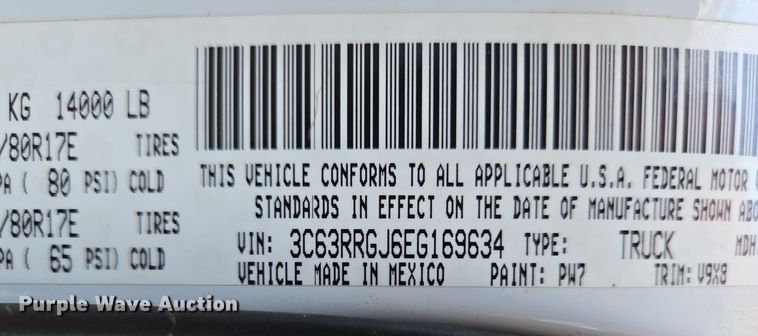 KG 14000 LB
/80R17E TIRES
PA ( 80 PSI) COLD
/80R17E TIRES
PA ( 65 PSI) COLD
THIS VEHICLE CONFORMS TO ALL APPLICABLE U.S.A. FEDERAL MOTOR
STANDARDS IN EFFECT ON THE DATE OF MANUFACTURE SHOWN ABO
VIN: 3C63RRGJ6EG169634 TYPE: TRUCK MDH
VEHICLE MADE IN MEXICO PAINT: PW7 TRIM: V9X8
Purple Wave Auction